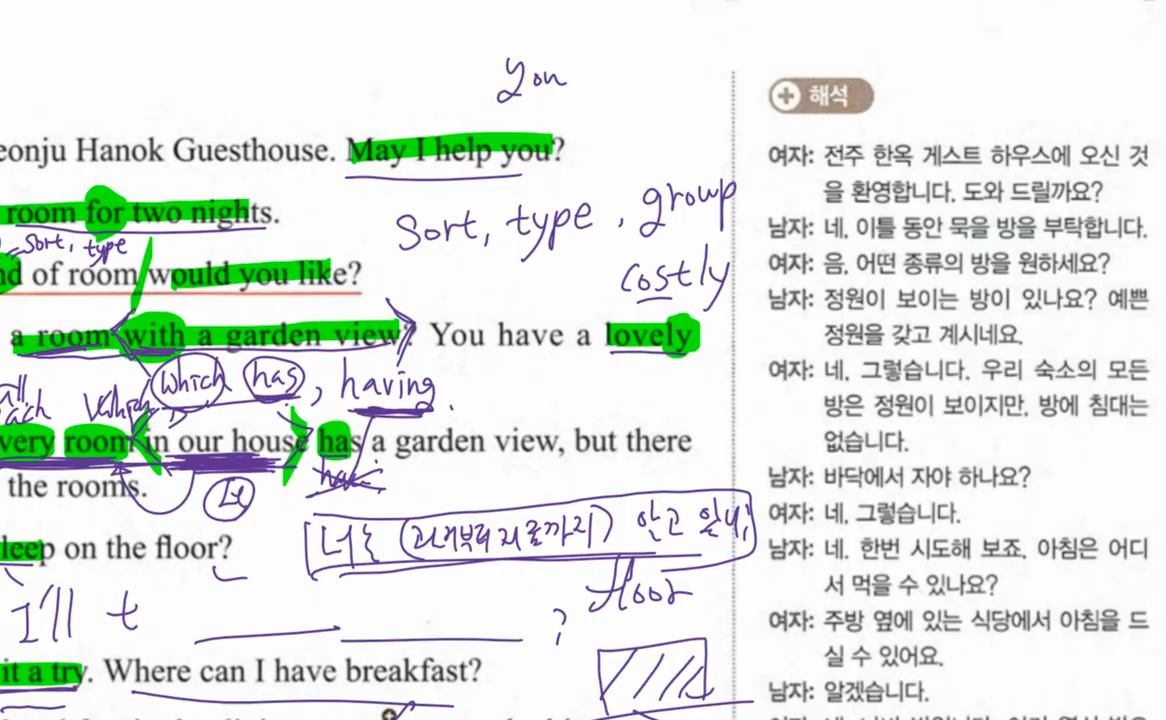 you
eonju Hanok Guesthouse. May I help you?
room for two nights.
Sort, type, group
sort, type
nd of room would you like?
costly
a room with a garden view? You have a lovely
all
which has, having
very room in our house has a garden view, but there
the rooms.
너는 (과거부터 지금까지) 안고 있니
leep on the floor?
floor
I'll t
?
it a try. Where can I have breakfast?
해석
여자: 전주 한옥 게스트 하우스에 오신 것
을 환영합니다. 도와 드릴까요?
남자: 네, 이틀 동안 묵을 방을 부탁합니다.
여자: 음, 어떤 종류의 방을 원하세요?
남자: 정원이 보이는 방이 있나요? 예쁜
정원을 갖고 계시네요.
여자: 네, 그렇습니다. 우리 숙소의 모든
방은 정원이 보이지만, 방에 침대는
없습니다.
남자: 바닥에서 자야 하나요?
여자: 네, 그렇습니다.
남자: 네. 한번 시도해 보죠. 아침은 어디
서 먹을 수 있나요?
여자: 주방 옆에 있는 식당에서 아침을 드
실 수 있어요.
남자: 알겠습니다.